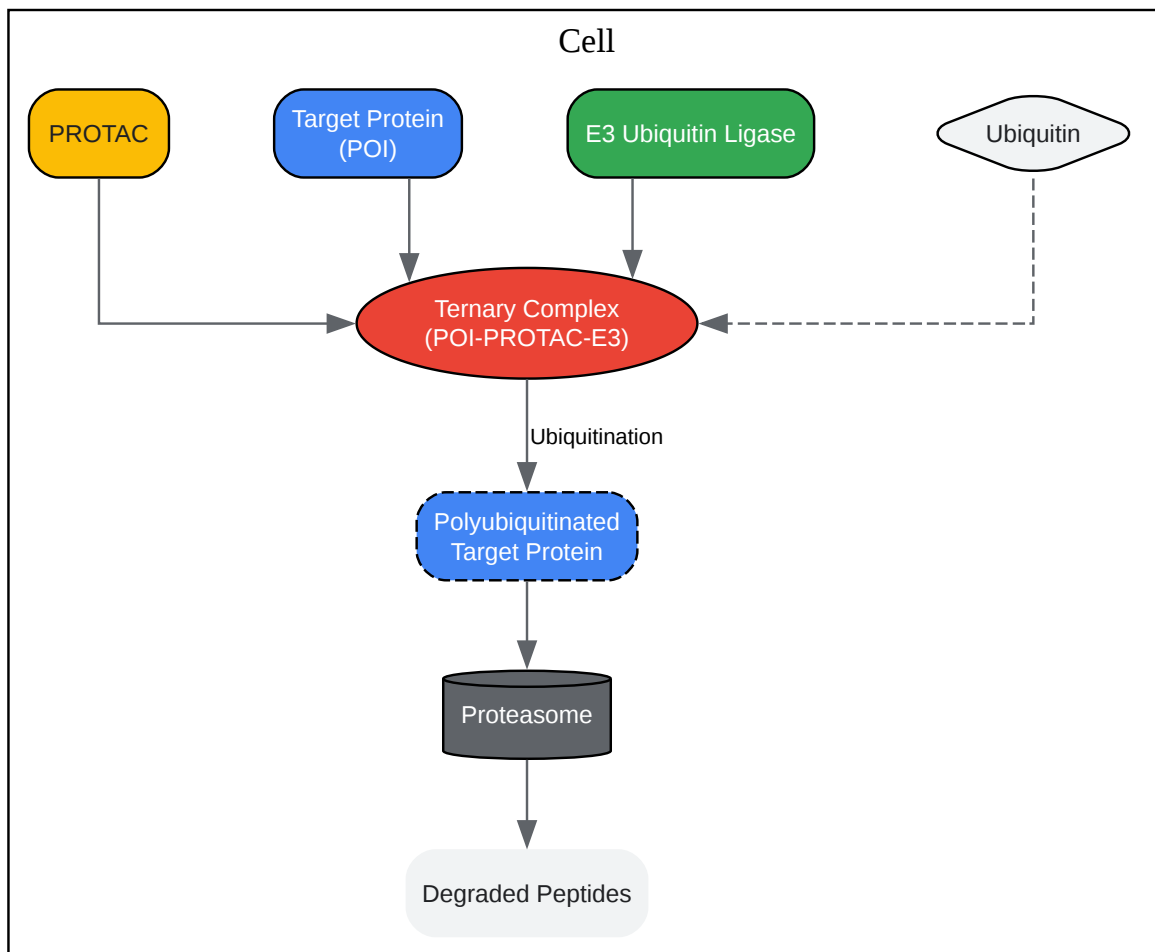 Cell
PROTAC
Target Protein
(POI)
E3 Ubiquitin Ligase
Ubiquitin
Ternary Complex
(POI-PROTAC-E3)
Ubiquitination
Polyubiquitinated
Target Protein
Proteasome
Degraded Peptides